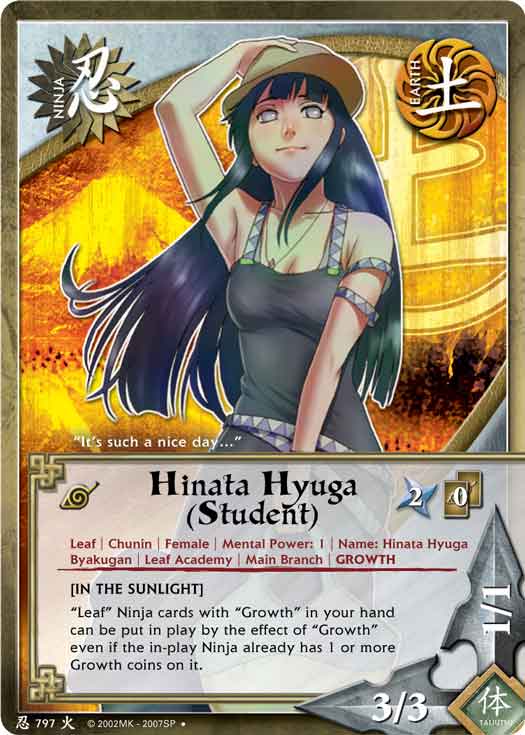 NINJA 忍
EARTH 土
"It's such a nice day..."
Hinata Hyuga
(Student)
2 0
Leaf | Chunin | Female | Mental Power: 1 | Name: Hinata Hyuga
Byakugan | Leaf Academy | Main Branch | GROWTH
[IN THE SUNLIGHT]
"Leaf" Ninja cards with "Growth" in your hand
can be put in play by the effect of "Growth"
even if the in-play Ninja already has 1 or more
Growth coins on it.
1/1
3/3
体
TAIJUTSU
忍 797 火 © 2002MK - 2007SP